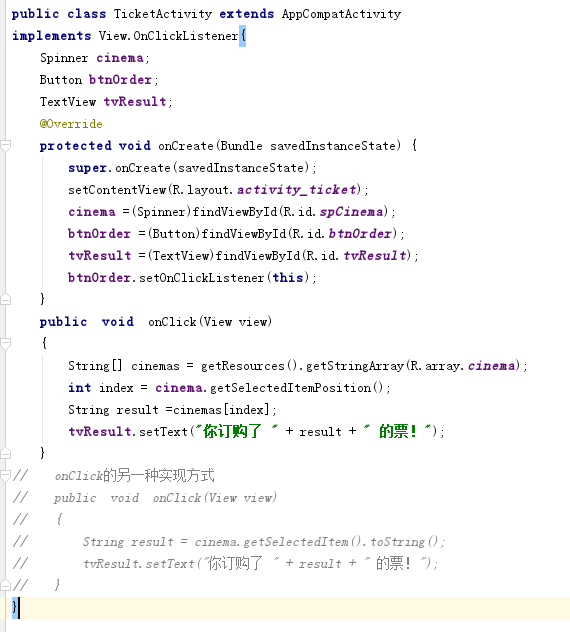 public class TicketActivity extends AppCompatActivity
implements View.OnClickListener{
    Spinner cinema;
    Button btnOrder;
    TextView tvResult;
    @Override
    protected void onCreate(Bundle savedInstanceState) {
        super.onCreate(savedInstanceState);
        setContentView(R.layout.activity_ticket);
        cinema =(Spinner)findViewById(R.id.spCinema);
        btnOrder =(Button)findViewById(R.id.btnOrder);
        tvResult =(TextView)findViewById(R.id.tvResult);
        btnOrder.setOnClickListener(this);
    }
    public  void  onClick(View view)
    {
        String[] cinemas = getResources().getStringArray(R.array.cinema);
        int index = cinema.getSelectedItemPosition();
        String result =cinemas[index];
        tvResult.setText("你订购了 " + result + " 的票! ");
    }
//    onClick的另一种实现方式
//    public  void  onClick(View view)
//    {
//        String result = cinema.getSelectedItem().toString();
//        tvResult.setText("你订购了 " + result + " 的票! ");
//    }
}